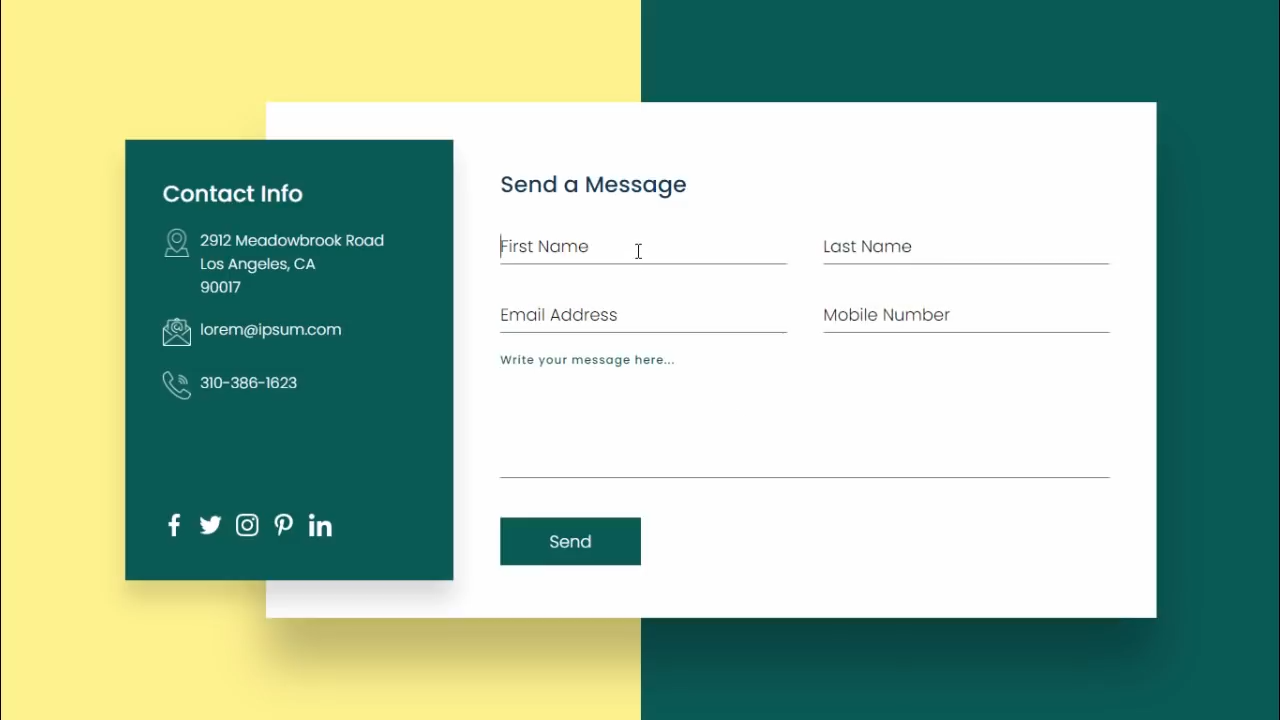 Contact Info
2912 Meadowbrook Road
Los Angeles, CA
90017
lorem@ipsum.com
310-386-1623
Send a Message
First Name
Last Name
Email Address
Mobile Number
Write your message here...
Send